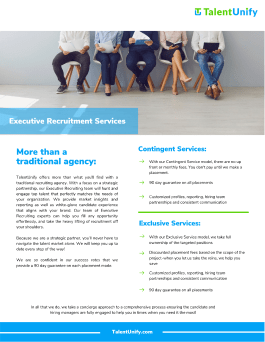 TalentUnify
Executive Recruitment Services
More than a
traditional agency:
TalentUnify offers more than what you'll find with a
traditional recruiting agency. With a focus on a strategic
partnership, our Executive Recruiting team will hunt and
engage top talent that perfectly matches the needs of
your organization. We provide market insights and
reporting as well as white-glove candidate experience
that aligns with your brand. Our team of Executive
Recruiting experts can help you fill any opportunity
effortlessly, and take the heavy lifting of recruitment off
your shoulders.
Because we are a strategic partner, you'll never have to
navigate the talent market alone. We will keep you up to
date every step of the way!
We are so confident in our success rates that we
provide a 90 day guarantee on each placement made.
Contingent Services:
With our Contingent Service model, there are no up
front or monthly fees. You don't pay until we make a
placement.
90 day guarantee on all placements
Customized profiles, reporting, hiring team
partnerships and consistent communication
Exclusive Services:
With our Exclusive Service model, we take full
ownership of the targeted positions
Discounted placement fees based on the scope of the
project: when you let us take the reins, we help you
save
Customized profiles, reporting, hiring team
partnerships and consistent communication
90 day guarantee on all placements
In all that we do, we take a concierge approach to a comprehensive process ensuring the candidate and
hiring managers are fully engaged to help you in hires when you need it the most!
TalentUnify.com